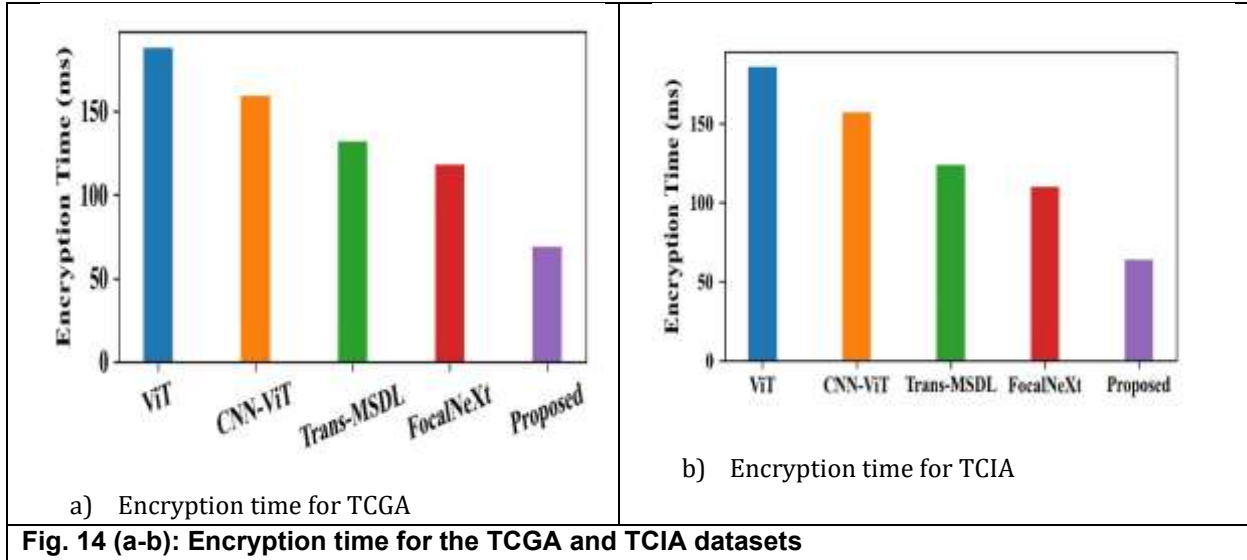 Encryption Time (ms)
150
100
50
0
ViT
CNN-ViT
Trans-MSDL
FocalNeXt
Proposed
a) Encryption time for TCGA
Encryption Time (ms)
150
100
50
0
ViT
CNN-ViT
Trans-MSDL
FocalNeXt
Proposed
b) Encryption time for TCIA
Fig. 14 (a-b): Encryption time for the TCGA and TCIA datasets